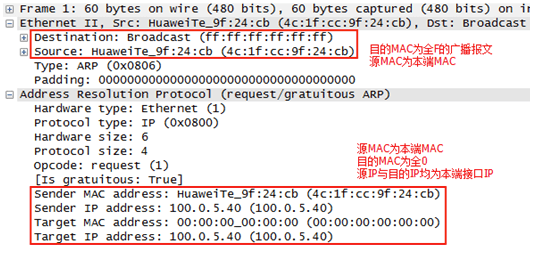 Frame 1: 60 bytes on wire (480 bits), 60 bytes captured (480 bits) on in
Ethernet II, Src: HuaweiTe_9f:24:cb (4c:1f:cc:9f:24:cb), Dst: Broadcast (
Destination: Broadcast (ff:ff:ff:ff:ff:ff)
Source: HuaweiTe_9f:24:cb (4c:1f:cc:9f:24:cb)
目的MAC为全F的广播报文
源MAC为本端MAC
Type: ARP (0x0806)
Padding: 000000000000000000000000000000000000
Address Resolution Protocol (request/gratuitous ARP)
Hardware type: Ethernet (1)
Protocol type: IP (0x0800)
Hardware size: 6
Protocol size: 4
Opcode: request (1)
[Is gratuitous: True]
源MAC为本端MAC
目的MAC为全0
源IP与目的IP均为本端接口IP
Sender MAC address: HuaweiTe_9f:24:cb (4c:1f:cc:9f:24:cb)
Sender IP address: 100.0.5.40 (100.0.5.40)
Target MAC address: 00:00:00_00:00:00 (00:00:00:00:00:00)
Target IP address: 100.0.5.40 (100.0.5.40)